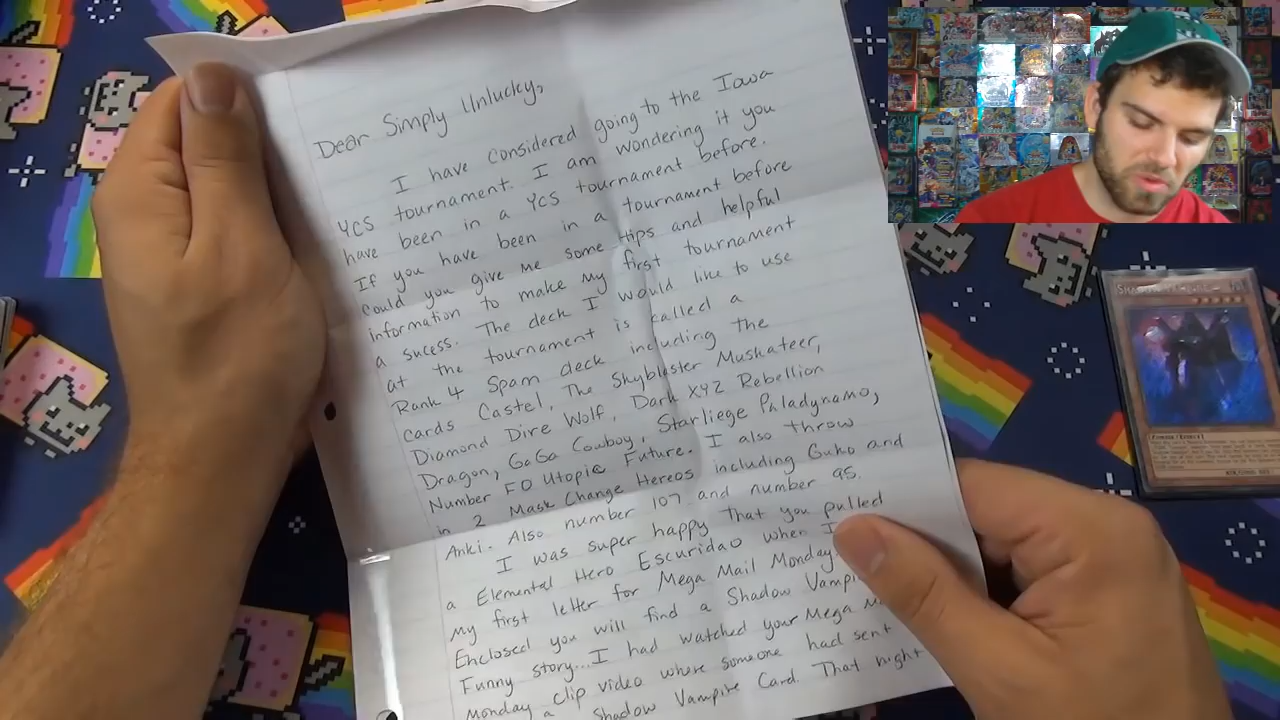 Dear Simply Unlucky,
I have considered going to the Iowa
YCS tournament. I am wondering it you
have been in a YCS tournament before.
If you have been in a tournament before
could you give me some tips and helpful
information to make my first tournament
a sucess. The deck I would like to use
at the tournament is called a
Rank 4 Spam deck including the
cards Castel, The Skyblaster Muskateer,
Diamond Dire Wolf, Dark XYZ Rebellion
Dragon, GaGa Cowboy, Starliege Paladynamo,
Number F0 Utopic Future. I also throw
in 2 Mask Change Hereos including Guko and
Anki. Also number 107 and number 95.
I was super happy That you pulled
a Elemental Hero Escuridao when I
my first letter for Mega Mail Monday.
Enclosed you will find a Shadow Vampi
Funny story... I had watched your Mega M
Monday clip video where someone had sent
a Shadow Vampire Card. That night